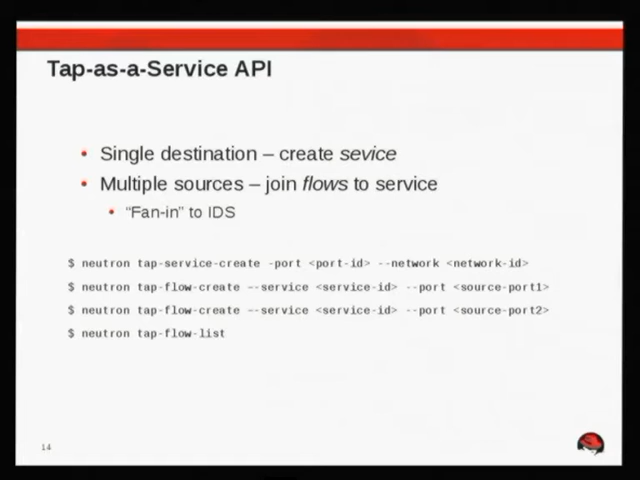 Tap-as-a-Service API
• Single destination – create sevice
• Multiple sources – join flows to service
• “Fan-in” to IDS
$ neutron tap-service-create -port <port-id> --network <network-id>
$ neutron tap-flow-create --service <service-id> --port <source-port1>
$ neutron tap-flow-create --service <service-id> --port <source-port2>
$ neutron tap-flow-list
14